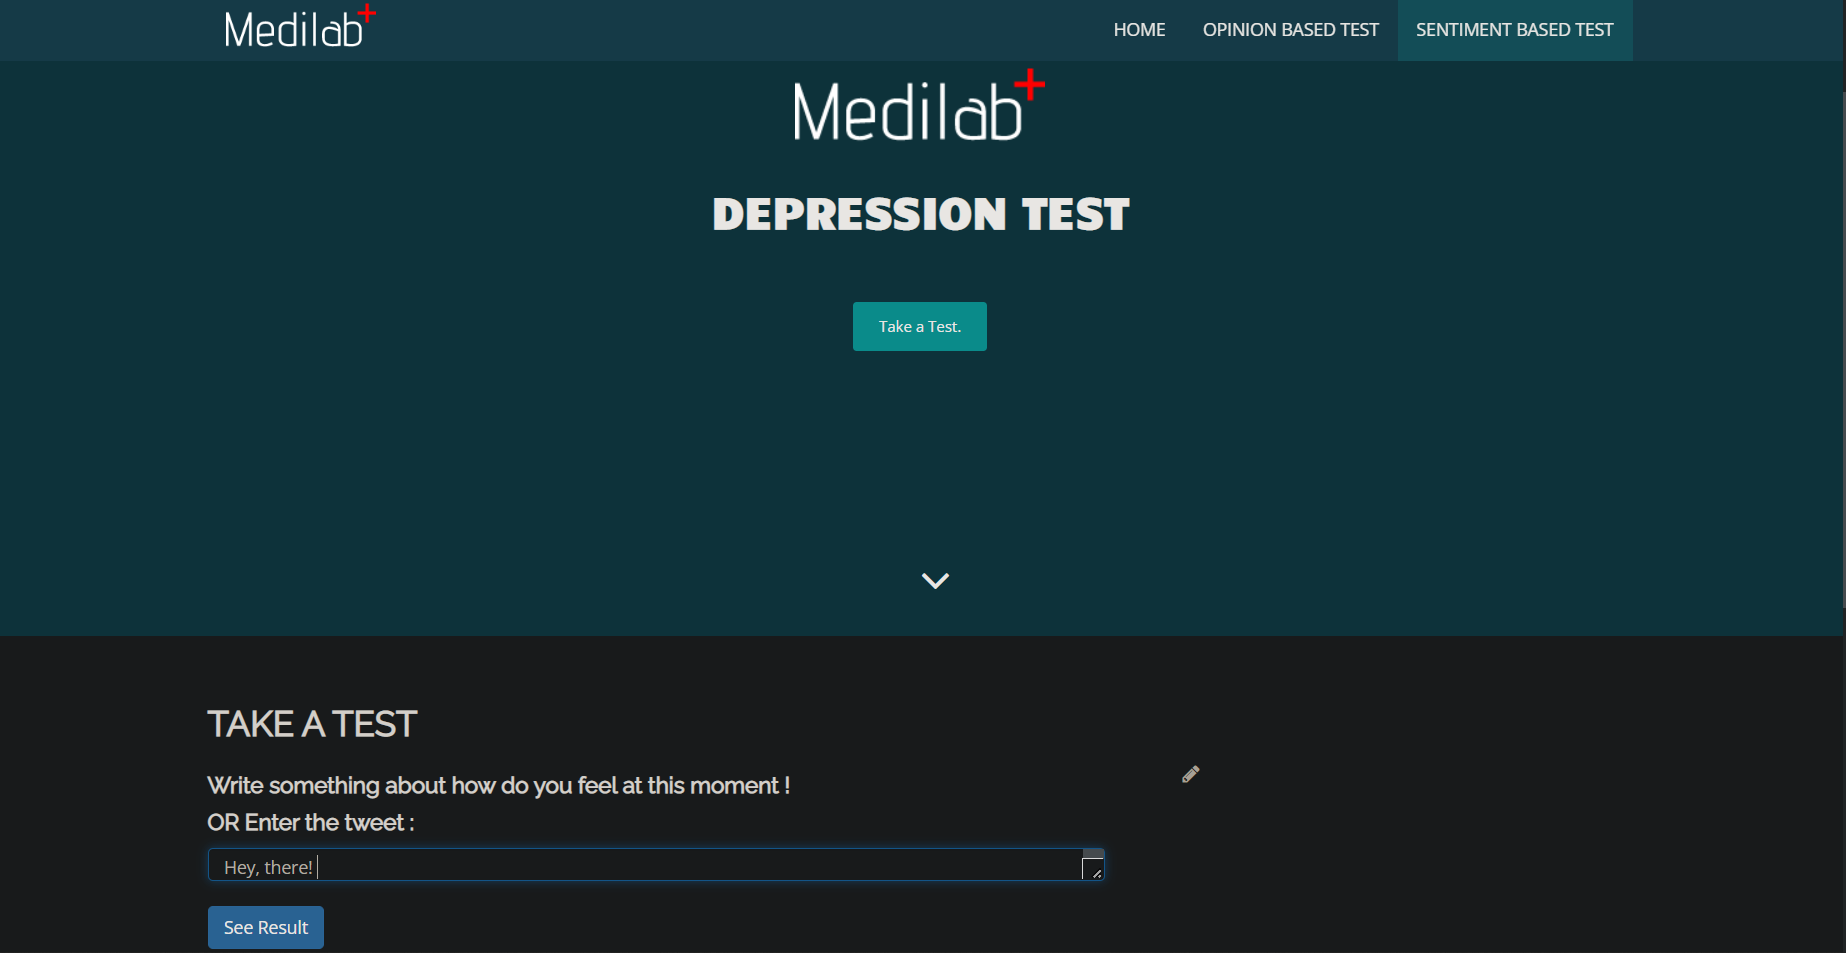 Medilab+
HOME OPINION BASED TEST SENTIMENT BASED TEST
Medilab+
DEPRESSION TEST
Take a Test.
TAKE A TEST
Write something about how do you feel at this moment !
OR Enter the tweet :
Hey, there!
See Result